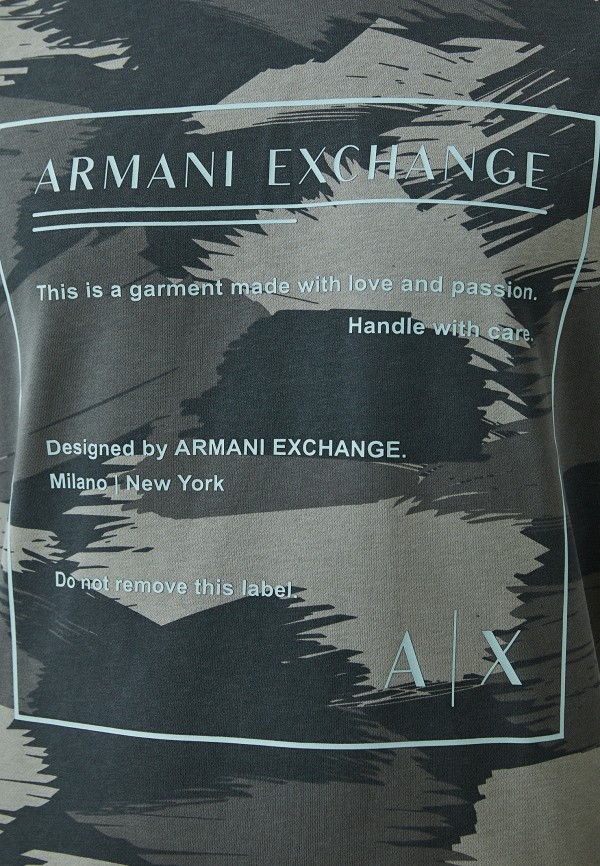 ARMANI EXCHANGE
This is a garment made with love and passion.
Handle with care.
Designed by ARMANI EXCHANGE.
Milano | New York
Do not remove this label.
A|X